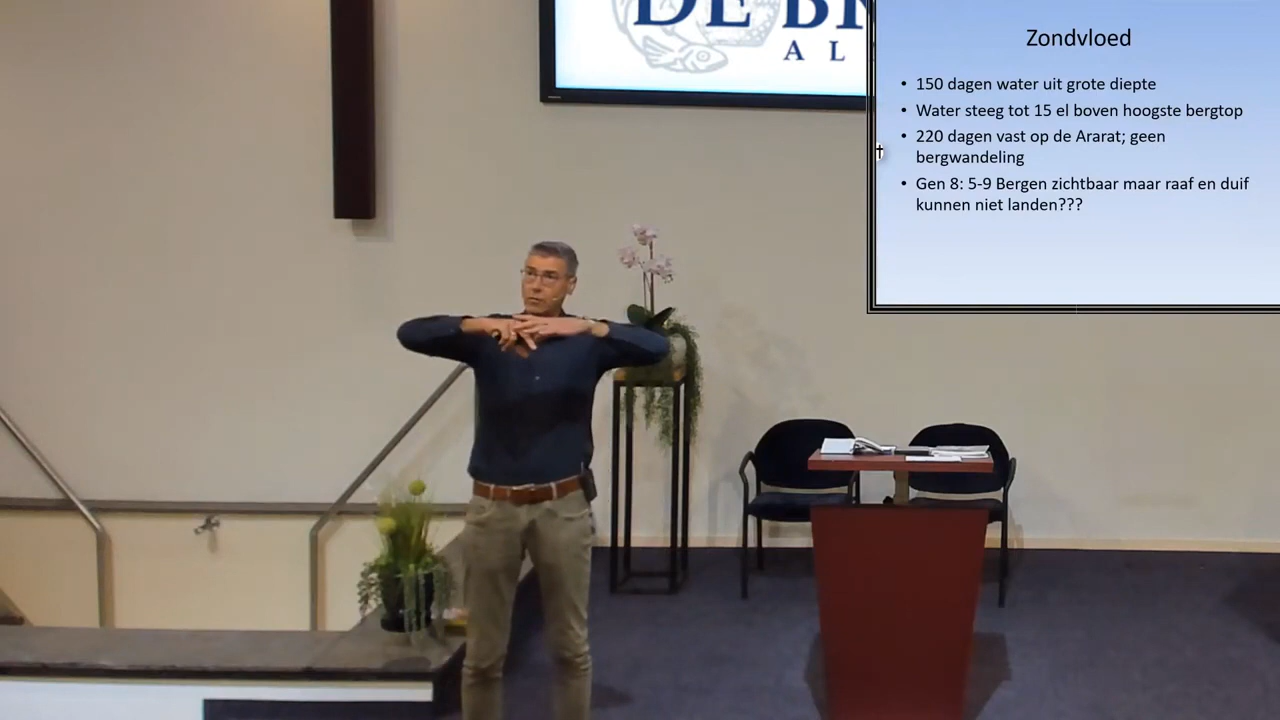 DE
A L
Zondvloed
• 150 dagen water uit grote diepte
• Water steeg tot 15 el boven hoogste bergtop
• 220 dagen vast op de Ararat; geen
bergwandeling
• Gen 8: 5-9 Bergen zichtbaar maar raaf en duif
kunnen niet landen???